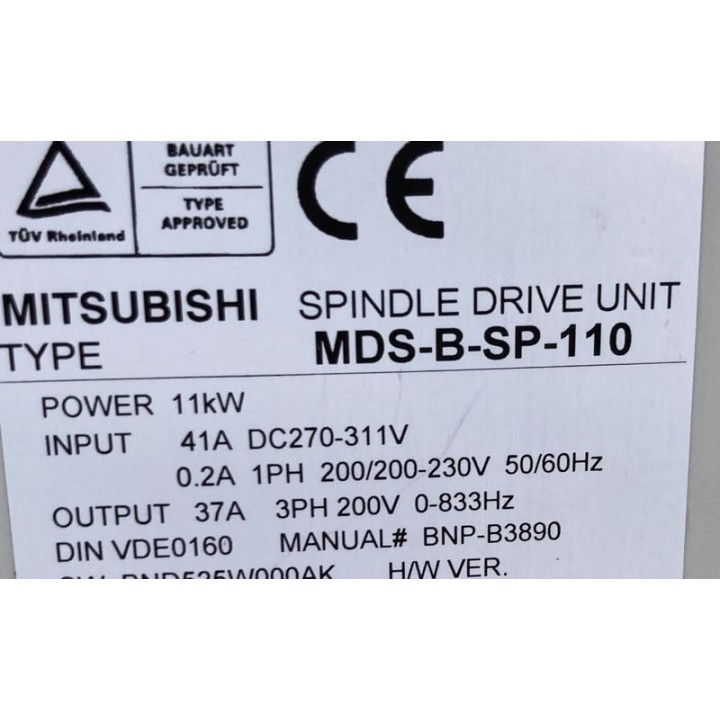 BAUART
GEPRÜFT
TYPE
APPROVED
TÜV Rheinland
CE
MITSUBISHI SPINDLE DRIVE UNIT
TYPE MDS-B-SP-110
POWER 11kW
INPUT 41A DC270-311V
0.2A 1PH 200/200-230V 50/60Hz
OUTPUT 37A 3PH 200V 0-833Hz
DIN VDE0160 MANUAL# BNP-B3890
H/W VER.